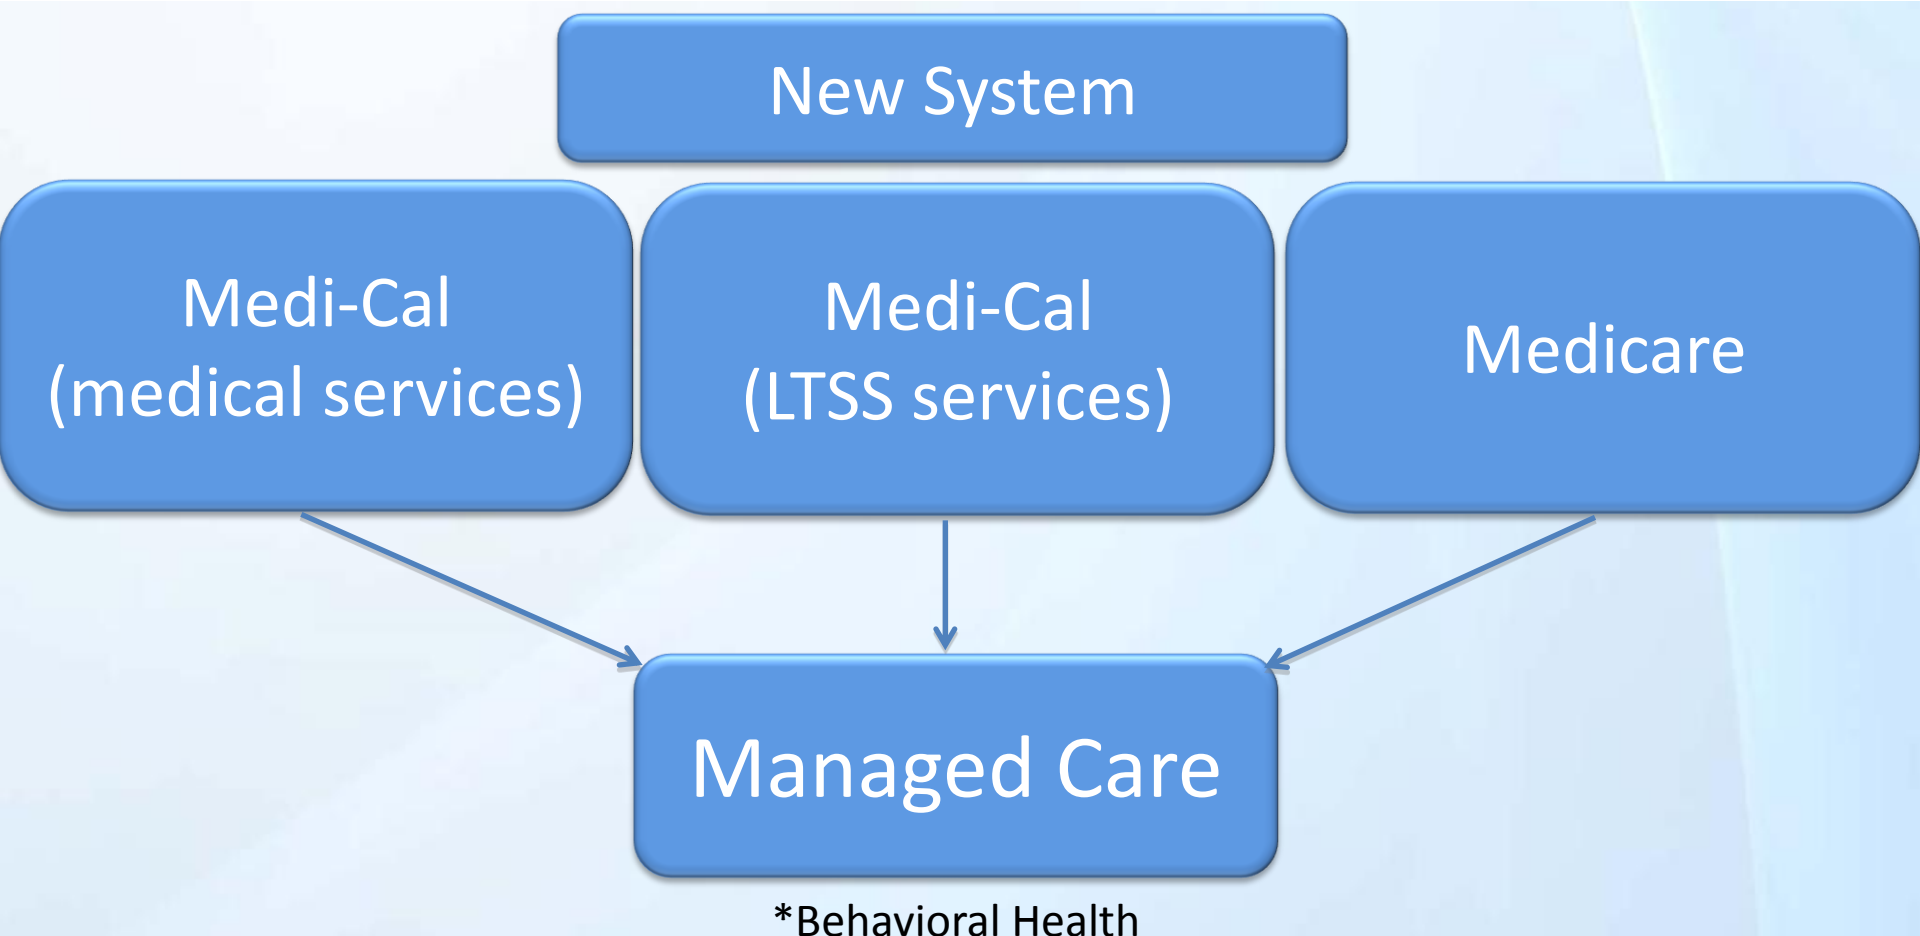 New System
Medi-Cal
(medical services)
Medi-Cal
(LTSS services)
Medicare
Managed Care
*Behavioral Health